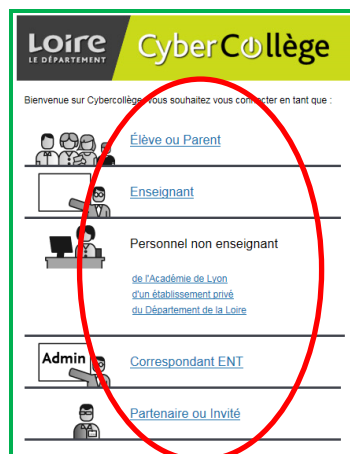 Loire
LE DÉPARTEMENT
CyberCollège
Bienvenue sur Cybercollège, vous souhaitez vous connecter en tant que :
Élève ou Parent
Enseignant
Personnel non enseignant
de l'Académie de Lyon
d'un établissement privé
du Département de la Loire
Admin
Correspondant ENT
Partenaire ou Invité